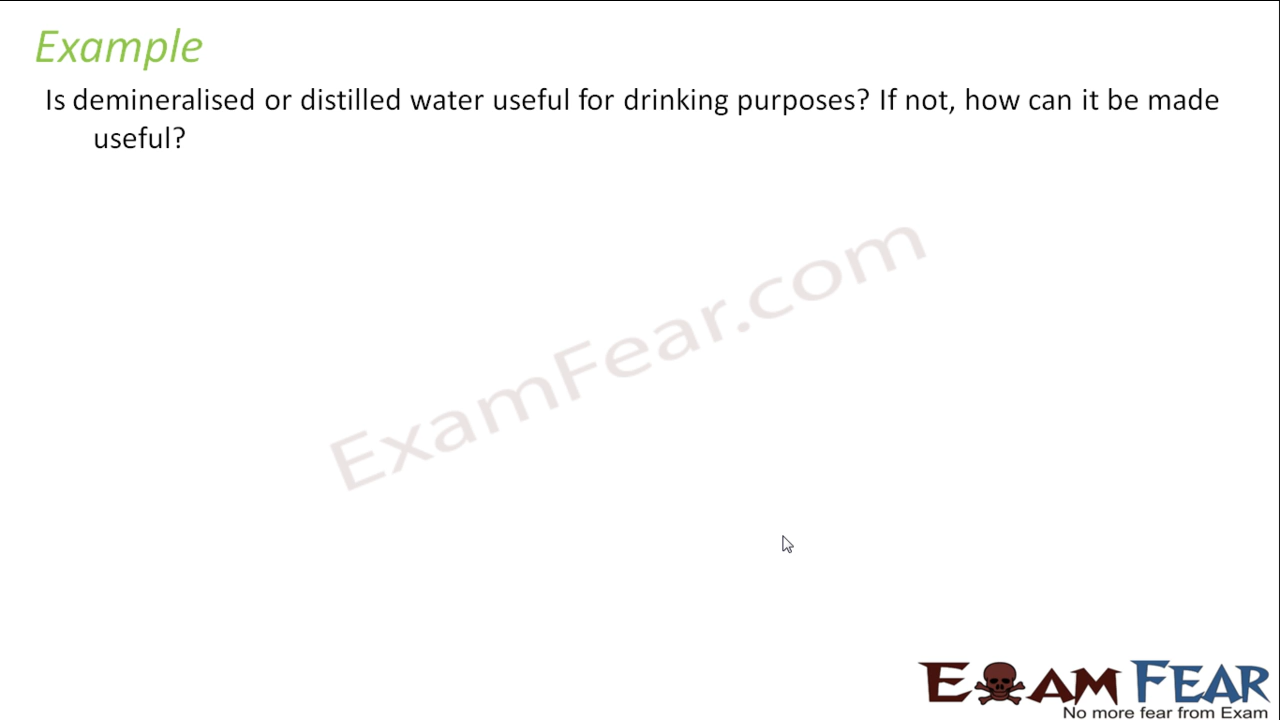 Example
Is demineralised or distilled water useful for drinking purposes? If not, how can it be made
useful?
ExamFear.com
EXAM FEAR
No more fear from Exam